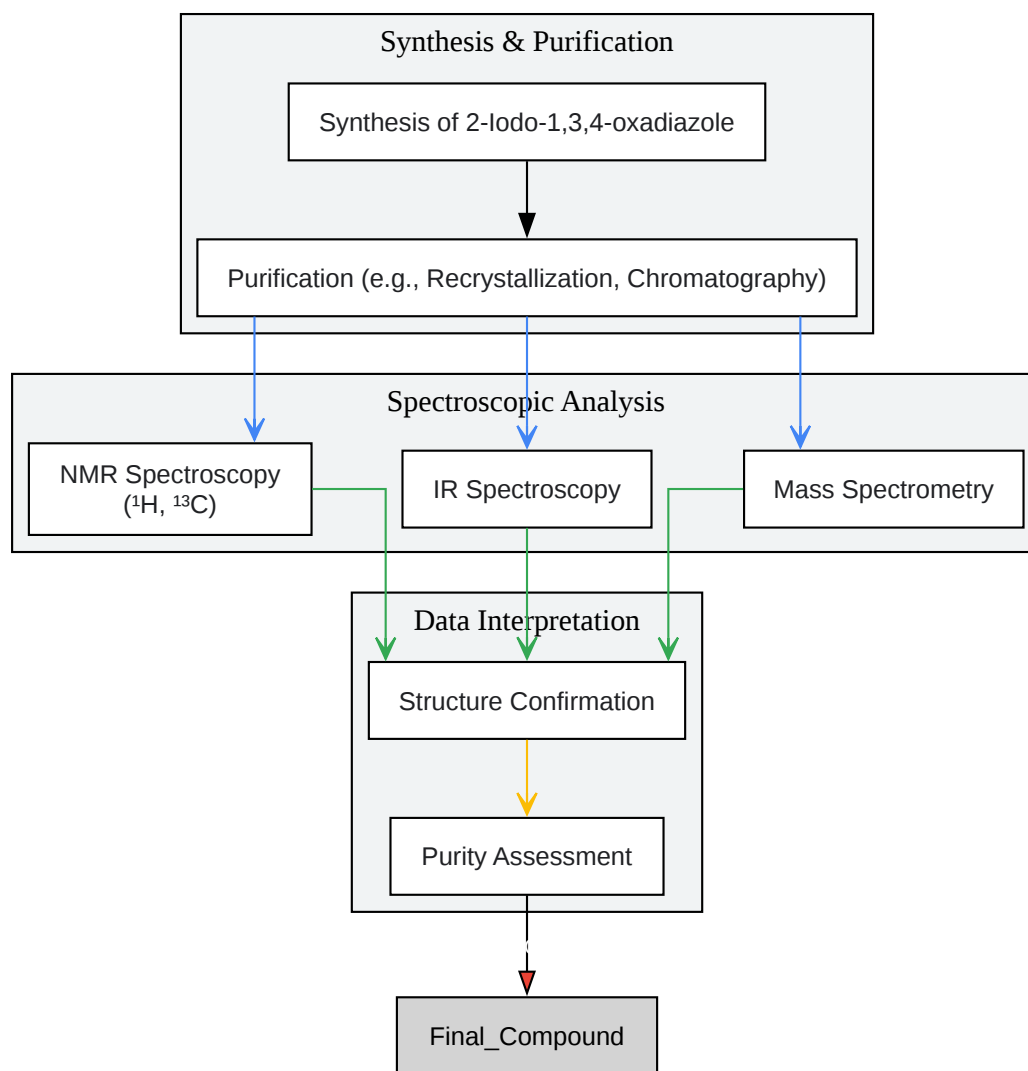 Synthesis & Purification
Synthesis of 2-Iodo-1,3,4-oxadiazole
Purification (e.g., Recrystallization, Chromatography)
Spectroscopic Analysis
NMR Spectroscopy
(¹H, ¹³C)
IR Spectroscopy
Mass Spectrometry
Data Interpretation
Structure Confirmation
Purity Assessment
Final_Compound